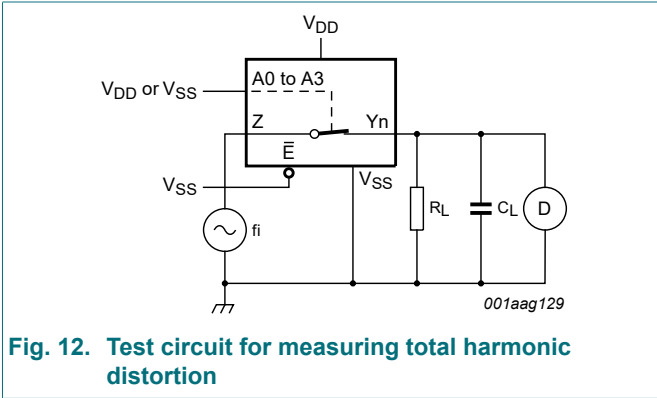 VDD
VDD or VSS
A0 to A3
Z
Yn
E̅
VSS
VSS
fi
RL
CL
D
001aag129
Fig. 12. Test circuit for measuring total harmonic
distortion